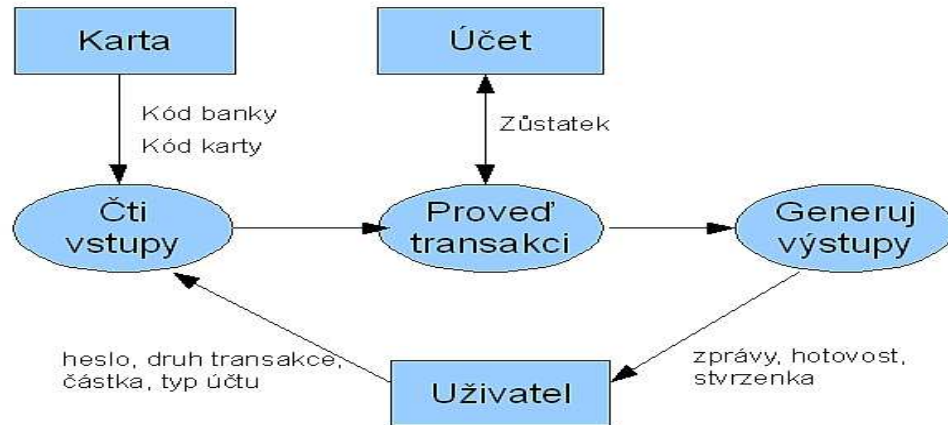 Karta
Účet
Kód banky
Kód karty
Zůstatek
Čti
vstupy
Proveď
transakci
Generuj
výstupy
heslo, druh transakce,
částka, typ účtu
zprávy, hotovost,
stvrzenka
Uživatel